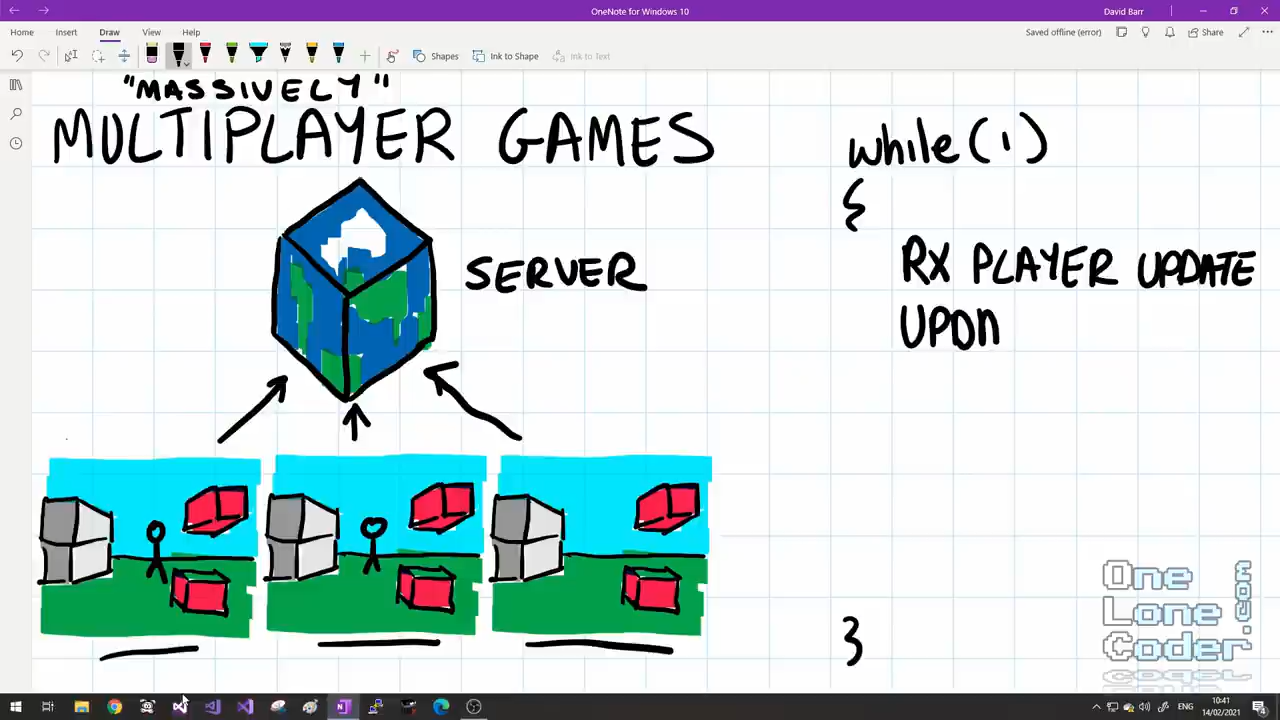 OneNote for Windows 10
David Barr
Home Insert Draw View Help
Saved offline (error)
Share
Shapes
Ink to Shape
Ink to Text
"MASSIVELY"
MULTIPLAYER GAMES
SERVER
while(1)
{
RX PLAYER UPDATE
UPDN
}
One
Lone
Coder.com
ENG
10:41
14/02/2021